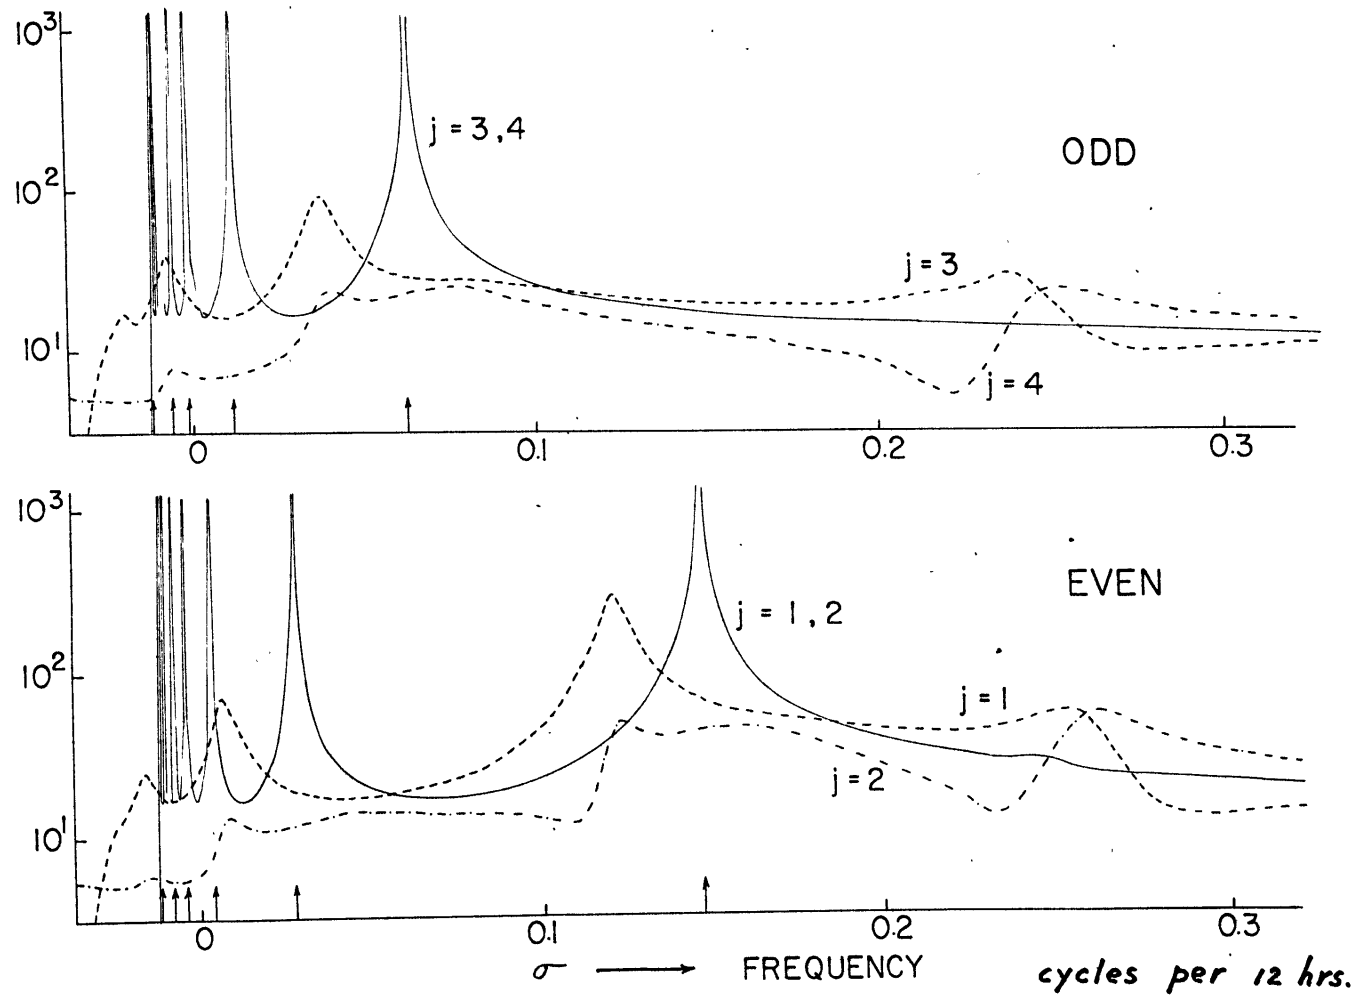 10³
j = 3,4
ODD
10²
j = 3
10¹
j = 4
0 0.1 0.2 0.3
10³
EVEN
j = 1,2
10²
j = 1
j = 2
10¹
0 0.1 0.2 0.3
σ → FREQUENCY cycles per 12 hrs.